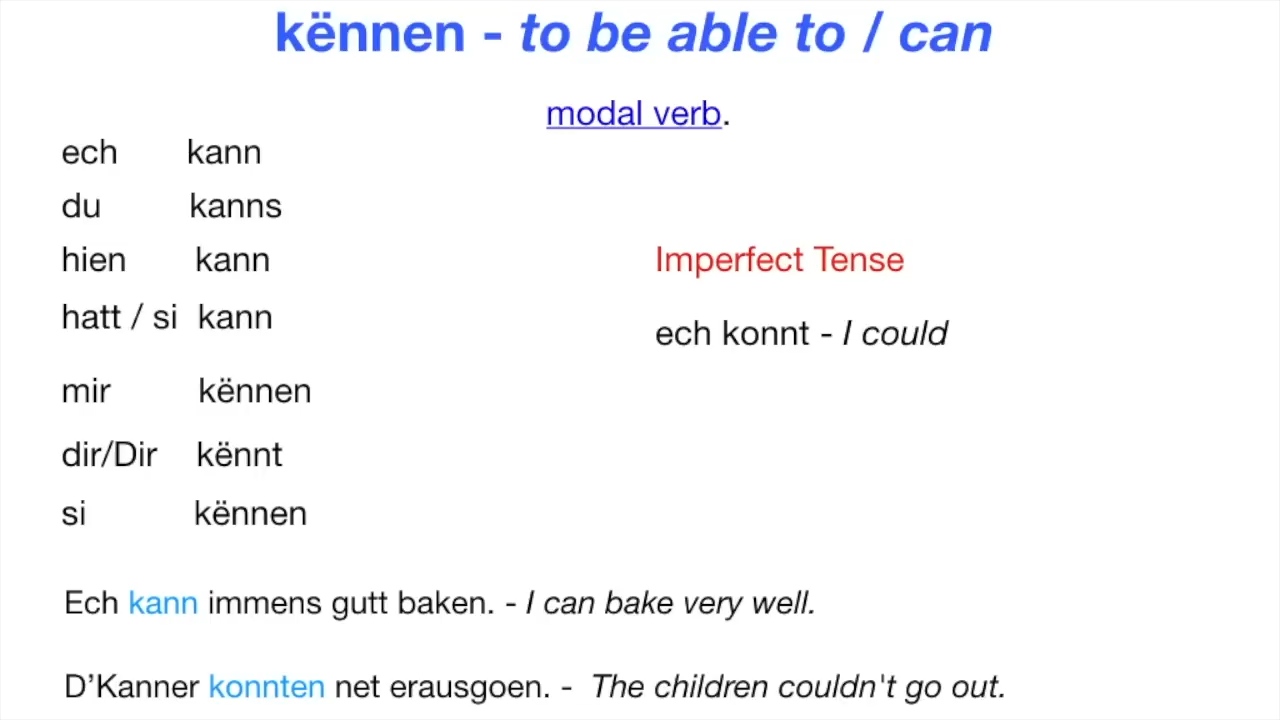 kënnen - to be able to / can
modal verb.
ech kann
du kanns
hien kann
hatt / si kann
mir kënnen
dir/Dir kënnt
si kënnen
Imperfect Tense
ech konnt - I could
Ech kann immens gutt baken. - I can bake very well.
D’Kanner konnten net erausgoen. - The children couldn't go out.